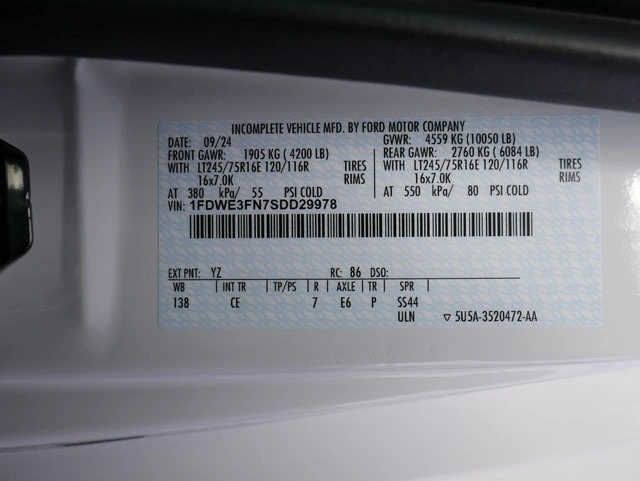 INCOMPLETE VEHICLE MFD. BY FORD MOTOR COMPANY
DATE: 09/24 GVWR: 4559 KG (10050 LB)
FRONT GAWR: 1905 KG ( 4200 LB) REAR GAWR: 2760 KG ( 6084 LB)
WITH LT245/75R16E 120/116R TIRES WITH LT245/75R16E 120/116R TIRES
16x7.0K RIMS 16x7.0K RIMS
AT 380 kPa/ 55 PSI COLD AT 550 kPa/ 80 PSI COLD
VIN: 1FDWE3FN7SDD29978
EXT PNT: YZ RC: 86 DSO:
WB INT TR TP/PS R AXLE TR SPR
138 CE 7 E6 P SS44
ULN ▽ 5U5A-3520472-AA